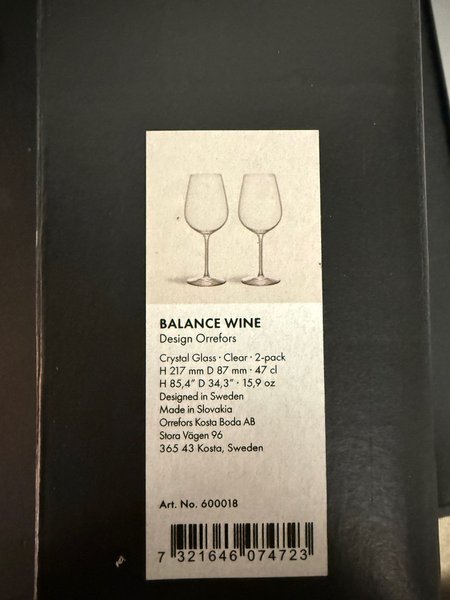 BALANCE WINE
Design Orrefors
Crystal Glass · Clear · 2-pack
H 217 mm D 87 mm · 47 cl
H 85,4" D 34,3" · 15,9 oz
Designed in Sweden
Made in Slovakia
Orrefors Kosta Boda AB
Stora Vägen 96
365 43 Kosta, Sweden
Art. No. 600018
7 321646 074723